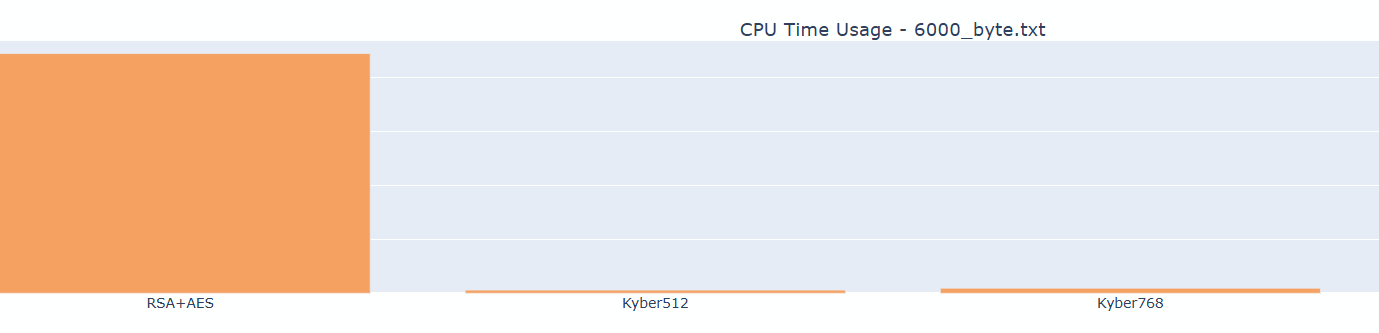 CPU Time Usage - 6000_byte.txt
RSA+AES
Kyber512
Kyber768